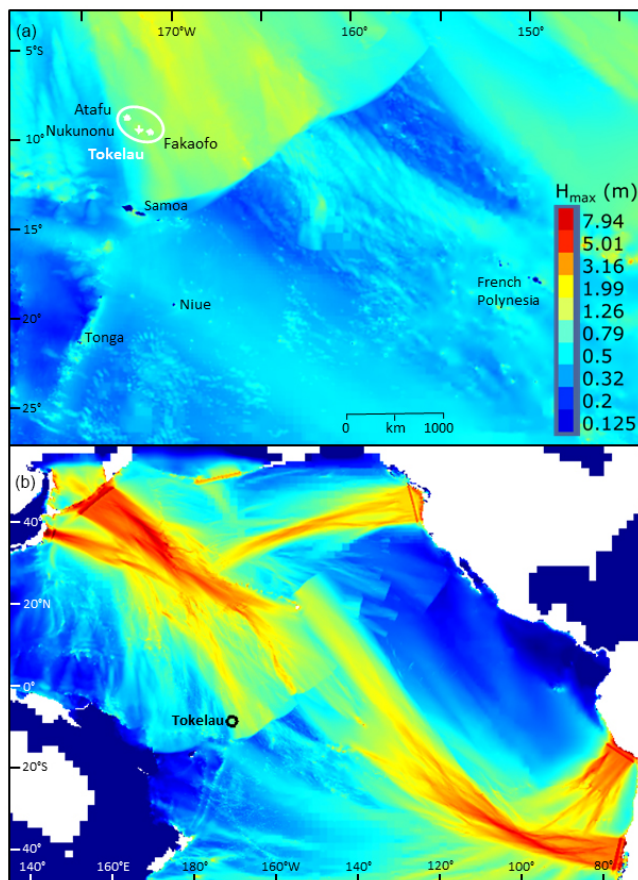 (a)
170°W
160°
150°
5°S
Atafu
10°
Nukunonu
Fakaofo
Tokelau
Samoa
15°
Hmax (m)
7.94
5.01
3.16
1.99
1.26
0.79
0.5
0.32
0.2
0.125
French
Polynesia
Niue
20°
Tonga
25°
0 km 1000
(b)
40°
20°N
0°
Tokelau
20°S
40°
140° 160°E 180° 160°W 140° 120° 100° 80°